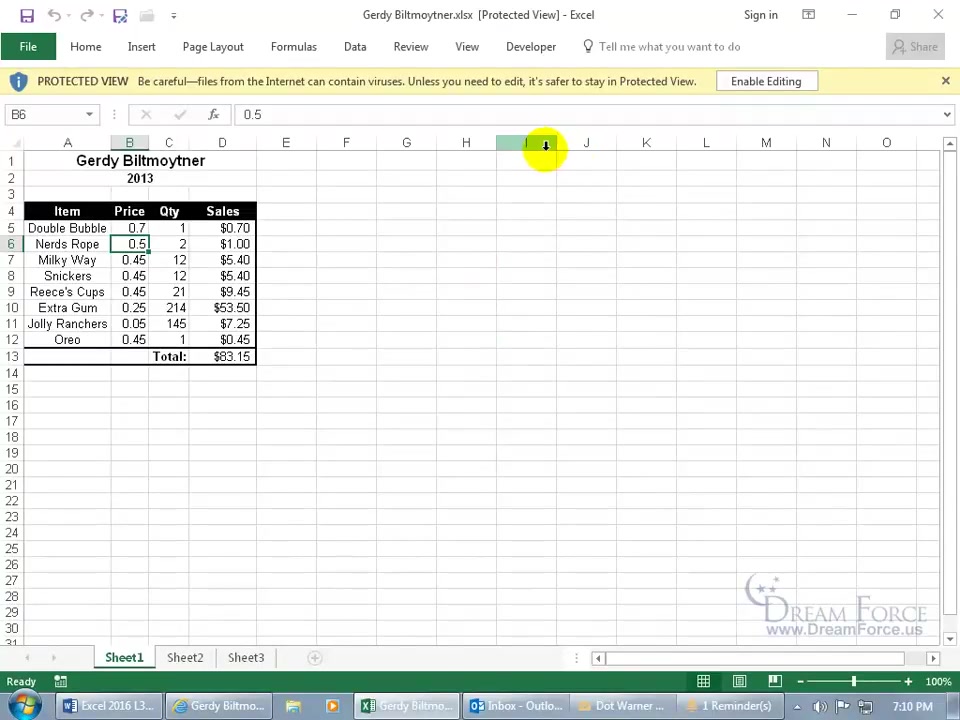 Gerdy Biltmoytner.xlsx [Protected View] - Excel
Sign in
File Home Insert Page Layout Formulas Data Review View Developer Tell me what you want to do Share
PROTECTED VIEW Be careful—files from the Internet can contain viruses. Unless you need to edit, it's safer to stay in Protected View. Enable Editing
B6 fx 0.5
A B C D E F G H I J K L M N O
1 Gerdy Biltmoytner
2 2013
3
4 Item Price Qty Sales
5 Double Bubble 0.7 1 $0.70
6 Nerds Rope 0.5 2 $1.00
7 Milky Way 0.45 12 $5.40
8 Snickers 0.45 12 $5.40
9 Reece's Cups 0.45 21 $9.45
10 Extra Gum 0.25 214 $53.50
11 Jolly Ranchers 0.05 145 $7.25
12 Oreo 0.45 1 $0.45
13 Total: $83.15
14
15
16
17
18
19
20
21
22
23
24
25
26
27
28
29
30
31
DREAM FORCE
www.DreamForce.us
Sheet1 Sheet2 Sheet3
Ready 100%
Excel 2016 L3... Gerdy Biltmo... Gerdy Biltmo... Inbox - Outlo... Dot Warner ... 1 Reminder(s) 7:10 PM